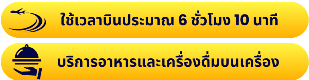 ใช้เวลาบินประมาณ 6 ชั่วโมง 10 นาที
บริการอาหารและเครื่องดื่มบนเครื่อง